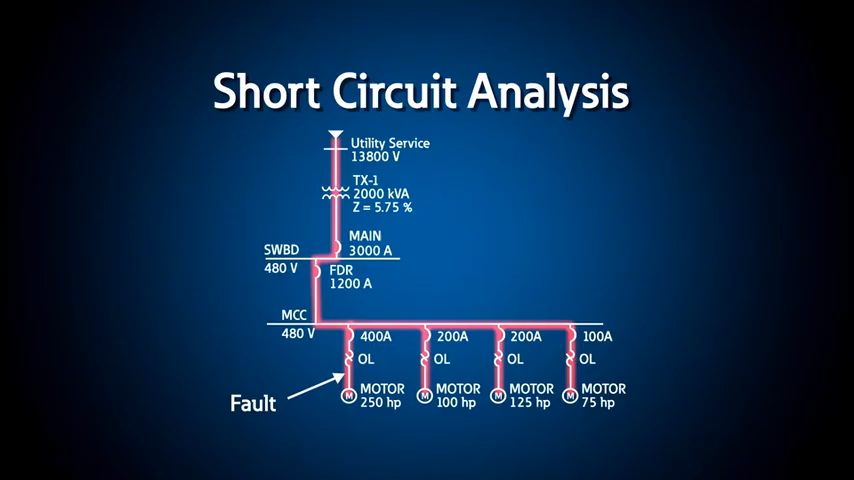 Short Circuit Analysis
Utility Service
13800 V
TX-1
2000 kVA
Z = 5.75 %
MAIN
3000 A
SWBD
480 V
FDR
1200 A
MCC
480 V
400A
200A
200A
100A
OL
OL
OL
OL
Fault
M
MOTOR
250 hp
M
MOTOR
100 hp
M
MOTOR
125 hp
M
MOTOR
75 hp